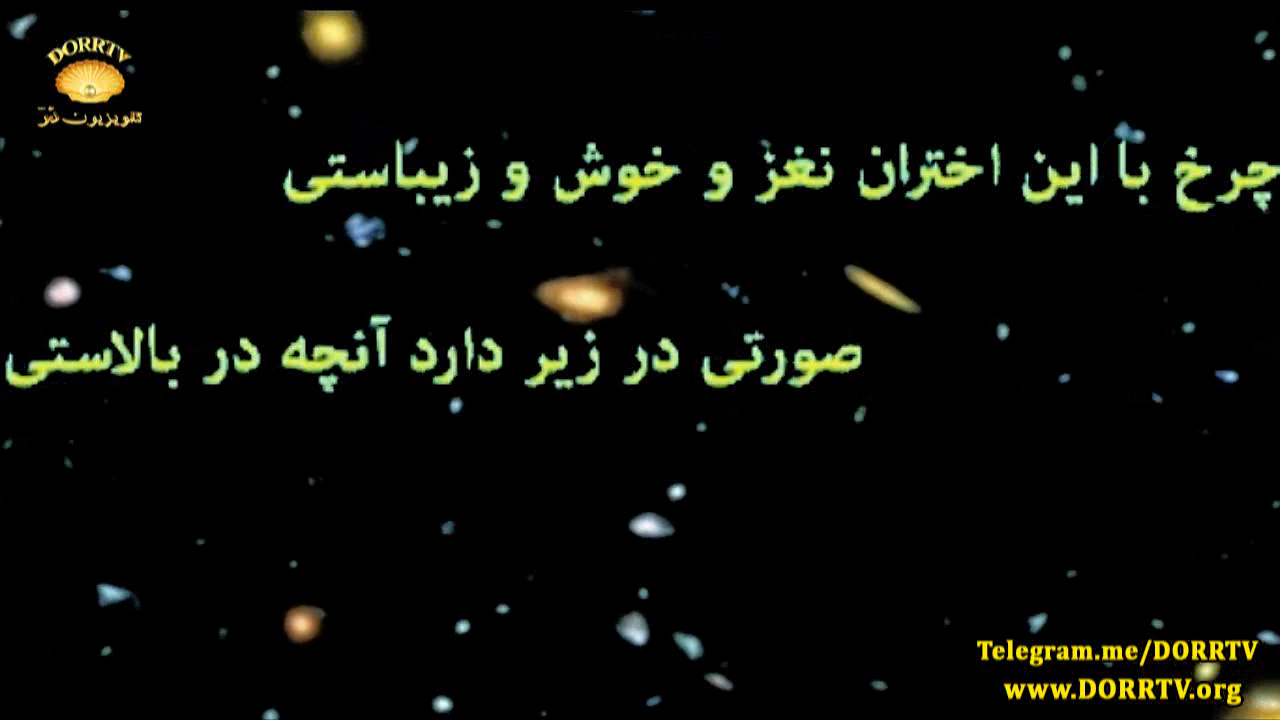 DORRTV
تلویزیون دُرّ
چرخ با این اختران نغز و خوش و زیباستی
صورتی در زیر دارد آنچه در بالاستی
Telegram.me/DORRTV
www.DORRTV.org